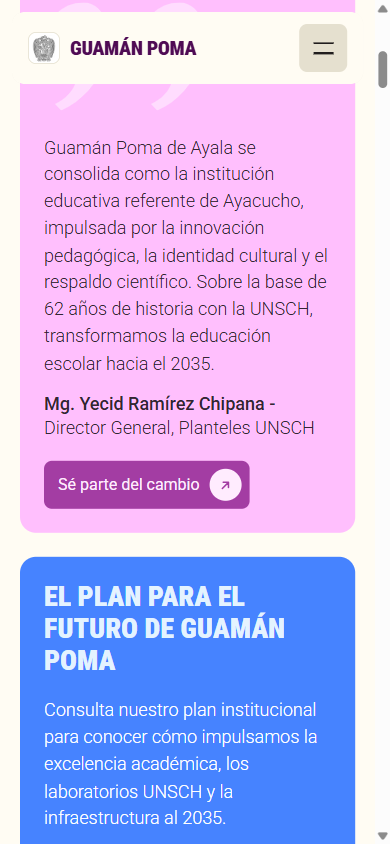 GUAMÁN POMA
Guamán Poma de Ayala se
consolida como la institución
educativa referente de Ayacucho,
impulsada por la innovación
pedagógica, la identidad cultural y el
respaldo científico. Sobre la base de
62 años de historia con la UNSCH,
transformamos la educación
escolar hacia el 2035.
Mg. Yecid Ramírez Chipana -
Director General, Planteles UNSCH
Sé parte del cambio
EL PLAN PARA EL
FUTURO DE GUAMÁN
POMA
Consulta nuestro plan institucional
para conocer cómo impulsamos la
excelencia académica, los
laboratorios UNSCH y la
infraestructura al 2035.